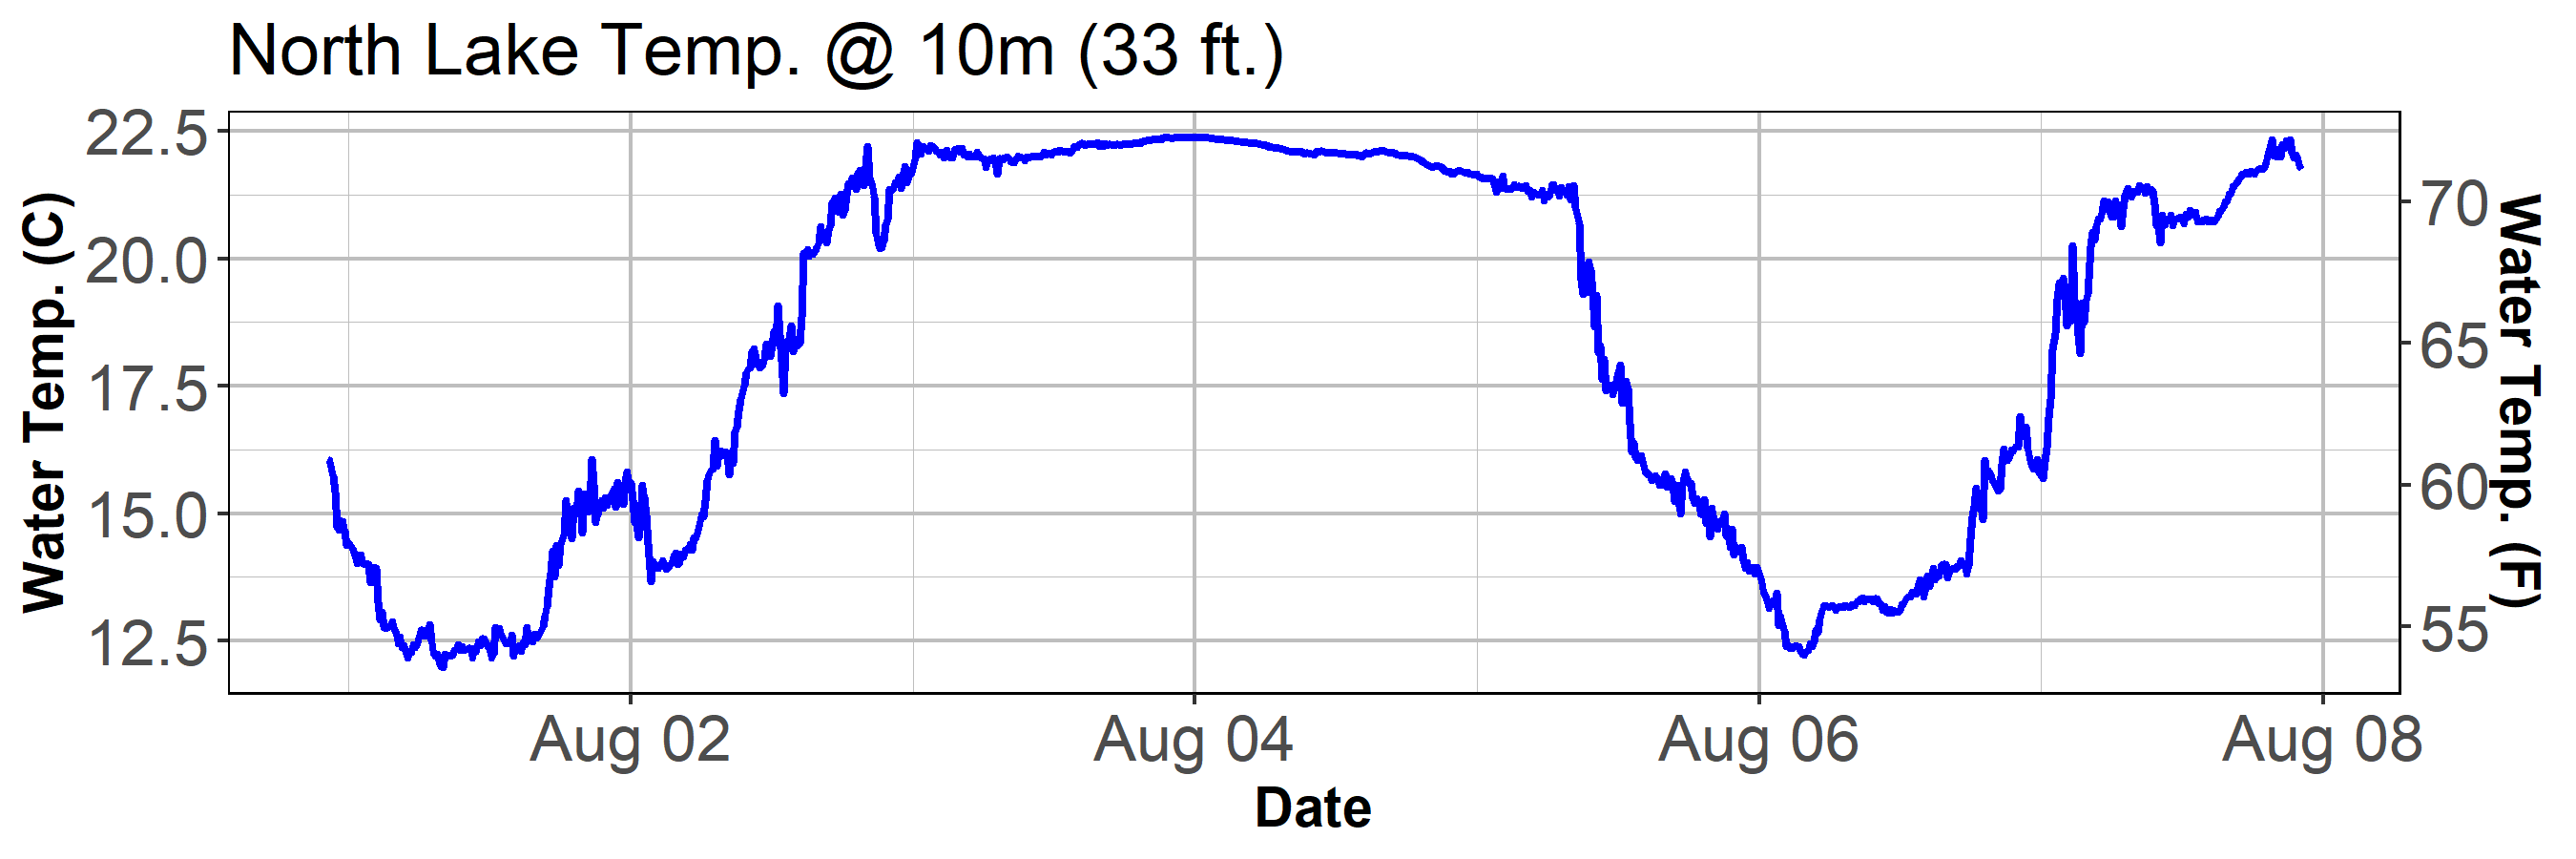 North Lake Temp. @ 10m (33 ft.)
Water Temp. (C)
22.5
20.0
17.5
15.0
12.5
70
65
60
55
Water Temp. (F)
Aug 02
Aug 04
Aug 06
Aug 08
Date